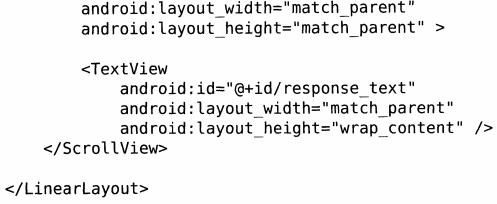 android:layout_width="match_parent"
        android:layout_height="match_parent" >

        <TextView
            android:id="@+id/response_text"
            android:layout_width="match_parent"
            android:layout_height="wrap_content" />
    </ScrollView>

</LinearLayout>